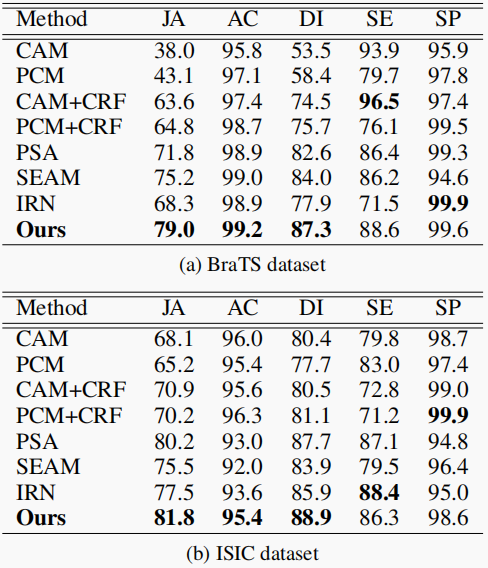 Method JA AC DI SE SP
CAM 38.0 95.8 53.5 93.9 95.9
PCM 43.1 97.1 58.4 79.7 97.8
CAM+CRF 63.6 97.4 74.5 96.5 97.4
PCM+CRF 64.8 98.7 75.7 76.1 99.5
PSA 71.8 98.9 82.6 86.4 99.3
SEAM 75.2 99.0 84.0 86.2 94.6
IRN 68.3 98.9 77.9 71.5 99.9
Ours 79.0 99.2 87.3 88.6 99.6
(a) BraTS dataset
Method JA AC DI SE SP
CAM 68.1 96.0 80.4 79.8 98.7
PCM 65.2 95.4 77.7 83.0 97.4
CAM+CRF 70.9 95.6 80.5 72.8 99.0
PCM+CRF 70.2 96.3 81.1 71.2 99.9
PSA 80.2 93.0 87.7 87.1 94.8
SEAM 75.5 92.0 83.9 79.5 96.4
IRN 77.5 93.6 85.9 88.4 95.0
Ours 81.8 95.4 88.9 86.3 98.6
(b) ISIC dataset